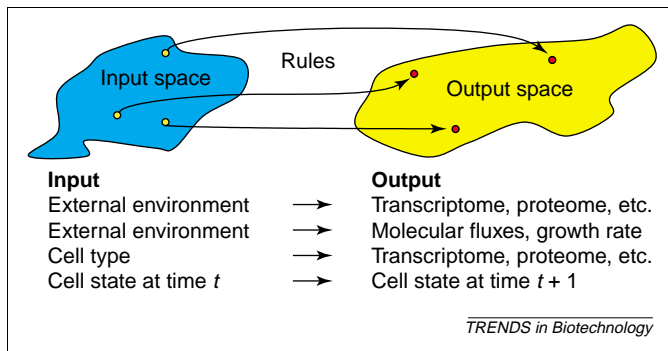 Rules
Input space
Output space
Input Output
External environment → Transcriptome, proteome, etc.
External environment → Molecular fluxes, growth rate
Cell type → Transcriptome, proteome, etc.
Cell state at time t → Cell state at time t + 1
TRENDS in Biotechnology